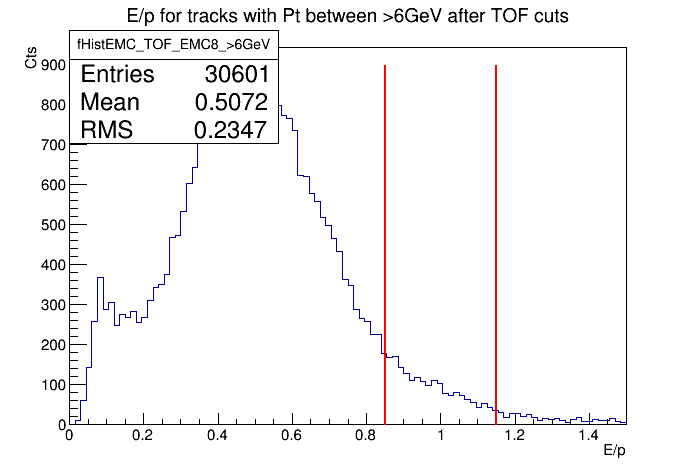 E/p for tracks with Pt between >6GeV after TOF cuts
fHistEMC_TOF_EMC8_>6GeV
Entries 30601
Mean 0.5072
RMS 0.2347
Cts
900
800
700
600
500
400
300
200
100
0
0 0.2 0.4 0.6 0.8 1 1.2 1.4
E/p